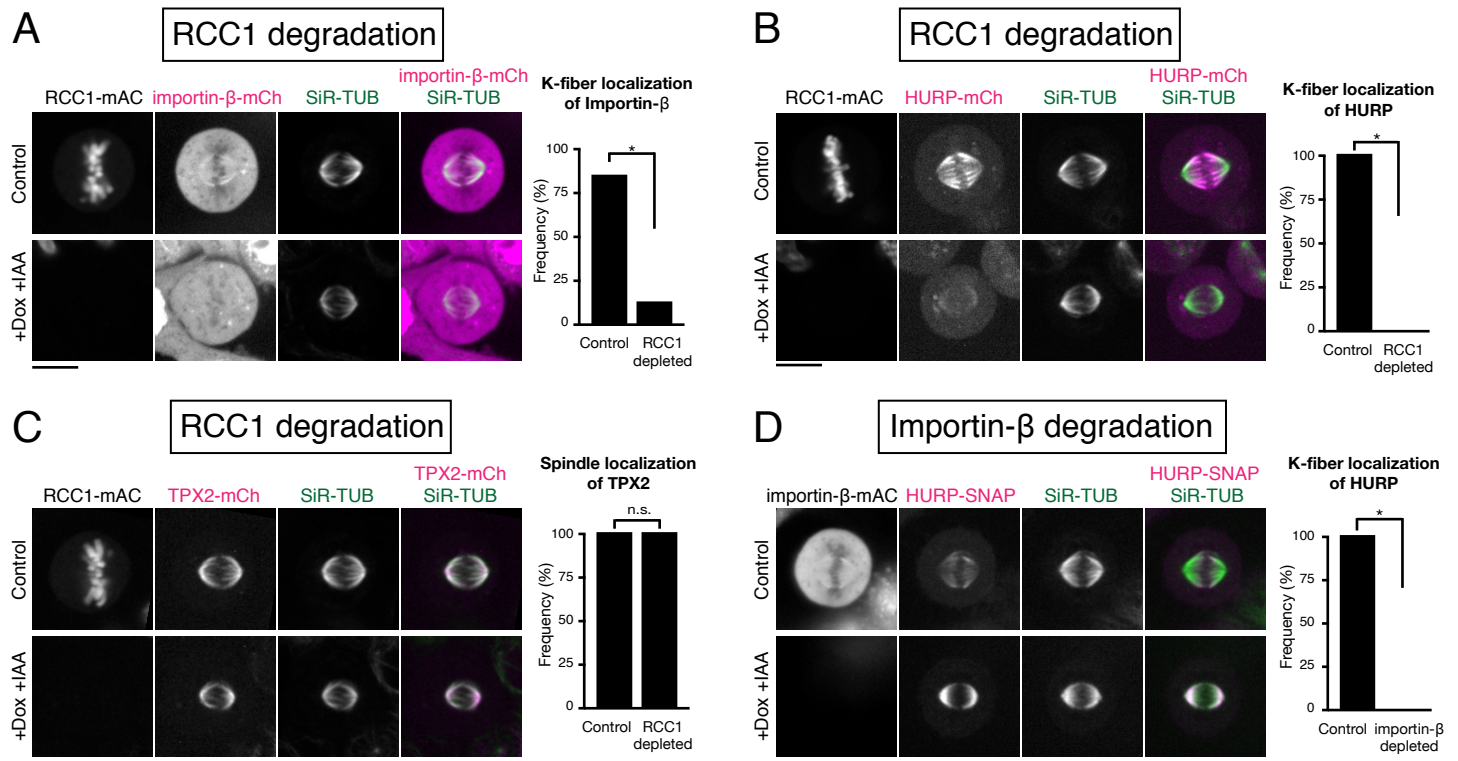 A
RCC1 degradation
importin-β-mCh
RCC1-mAC importin-β-mCh SiR-TUB SiR-TUB
Control
+Dox +IAA
K-fiber localization
of Importin-β
*
100
75
50
25
0
Frequency (%)
Control RCC1
depleted
B
RCC1 degradation
HURP-mCh
RCC1-mAC HURP-mCh SiR-TUB SiR-TUB
Control
+Dox +IAA
K-fiber localization
of HURP
*
100
75
50
25
0
Frequency (%)
Control RCC1
depleted
C
RCC1 degradation
TPX2-mCh
RCC1-mAC TPX2-mCh SiR-TUB SiR-TUB
Control
+Dox +IAA
Spindle localization
of TPX2
n.s.
100
75
50
25
0
Frequency (%)
Control RCC1
depleted
D
Importin-β degradation
HURP-SNAP
importin-β-mAC HURP-SNAP SiR-TUB SiR-TUB
Control
+Dox +IAA
K-fiber localization
of HURP
*
100
75
50
25
0
Frequency (%)
Control importin-β
depleted